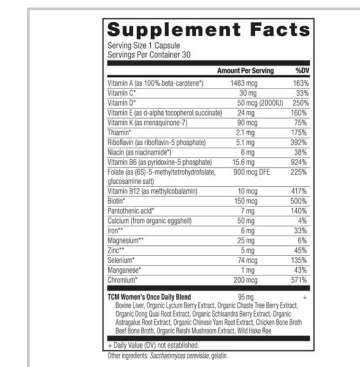 Supplement Facts
Serving Size 1 Capsule
Servings Per Container 30
Amount Per Serving %DV
Vitamin A (as 100% beta-carotene*) 1463 mcg 163%
Vitamin C* 30 mg 33%
Vitamin D* 50 mcg (2000IU) 250%
Vitamin E (as d-alpha tocopherol succinate) 24 mg 160%
Vitamin K (as menaquinone-7) 90 mcg 75%
Thiamin* 2.1 mg 175%
Riboflavin (as riboflavin-5 phosphate) 5.1 mg 392%
Niacin (as niacinamide*) 6 mg 38%
Vitamin B6 (as pyridoxine-5 phosphate) 15.6 mg 924%
Folate (as (6S)-5-methyltetrahydrofolate, 900 mcg DFE 225%
glucosamine salt)
Vitamin B12 (as methylcobalamin) 10 mcg 417%
Biotin* 150 mcg 500%
Pantothenic acid* 7 mg 140%
Calcium (from organic eggshell) 50 mg 4%
Iron** 6 mg 33%
Magnesium** 25 mg 6%
Zinc** 5 mg 45%
Selenium* 74 mcg 135%
Manganese* 1 mg 43%
Chromium* 200 mcg 571%
TCM Women's Once Daily Blend 95 mg +
Bovine Liver, Organic Lycium Berry Extract, Organic Chaste Tree Berry Extract,
Organic Dong Quai Root Extract, Organic Schisandra Berry Extract, Organic
Astragalus Root Extract, Organic Chinese Yam Root Extract, Chicken Bone Broth
Beef Bone Broth, Organic Reishi Mushroom Extract, Wild Hake Roe
+ Daily Value (DV) not established.
Other ingredients: Saccharomyces cerevisiae, gelatin.